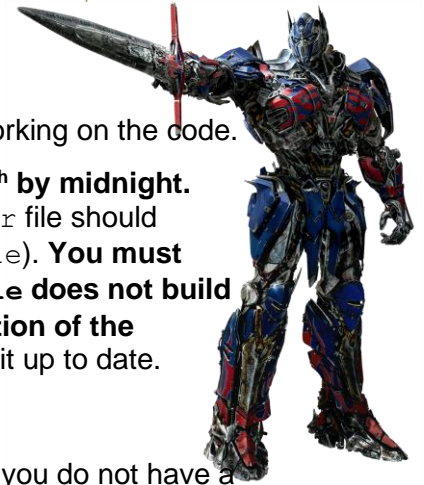 orking on the code.
h by midnight.
r file should
e). You must
le does not build
tion of the
it up to date.
you do not have a